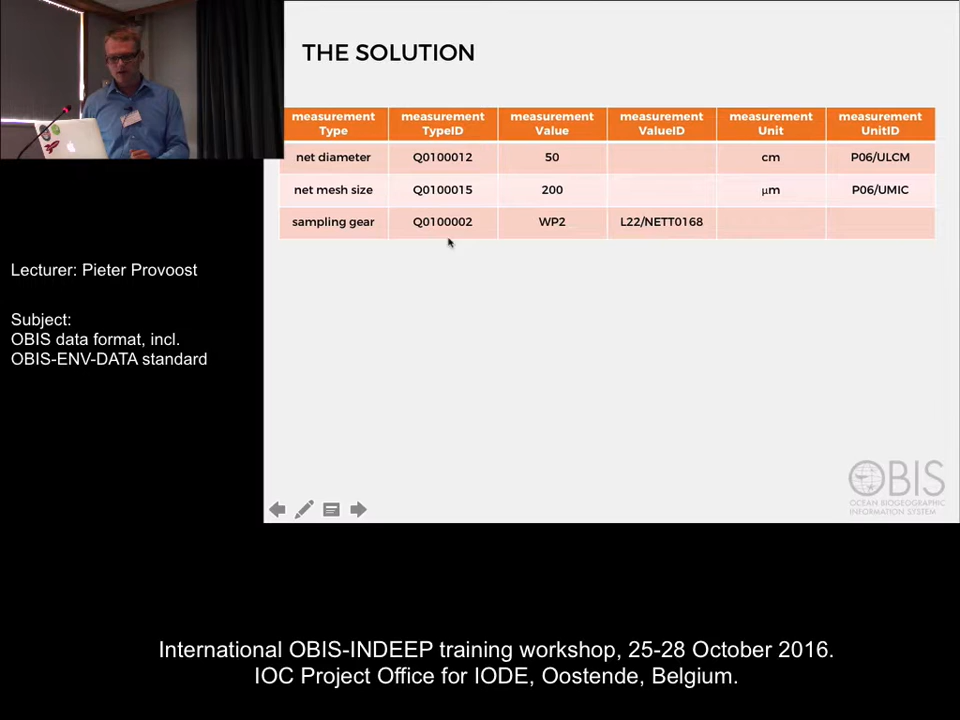 THE SOLUTION
measurement Type measurement TypeID measurement Value measurement ValueID measurement Unit measurement UnitID
net diameter Q0100012 50 cm P06/ULCM
net mesh size Q0100015 200 µm P06/UMIC
sampling gear Q0100002 WP2 L22/NETT0168
Lecturer: Pieter Provoost
Subject:
OBIS data format, incl.
OBIS-ENV-DATA standard
OBIS
OCEAN BIOGEOGRAPHIC
INFORMATION SYSTEM
International OBIS-INDEEP training workshop, 25-28 October 2016.
IOC Project Office for IODE, Oostende, Belgium.